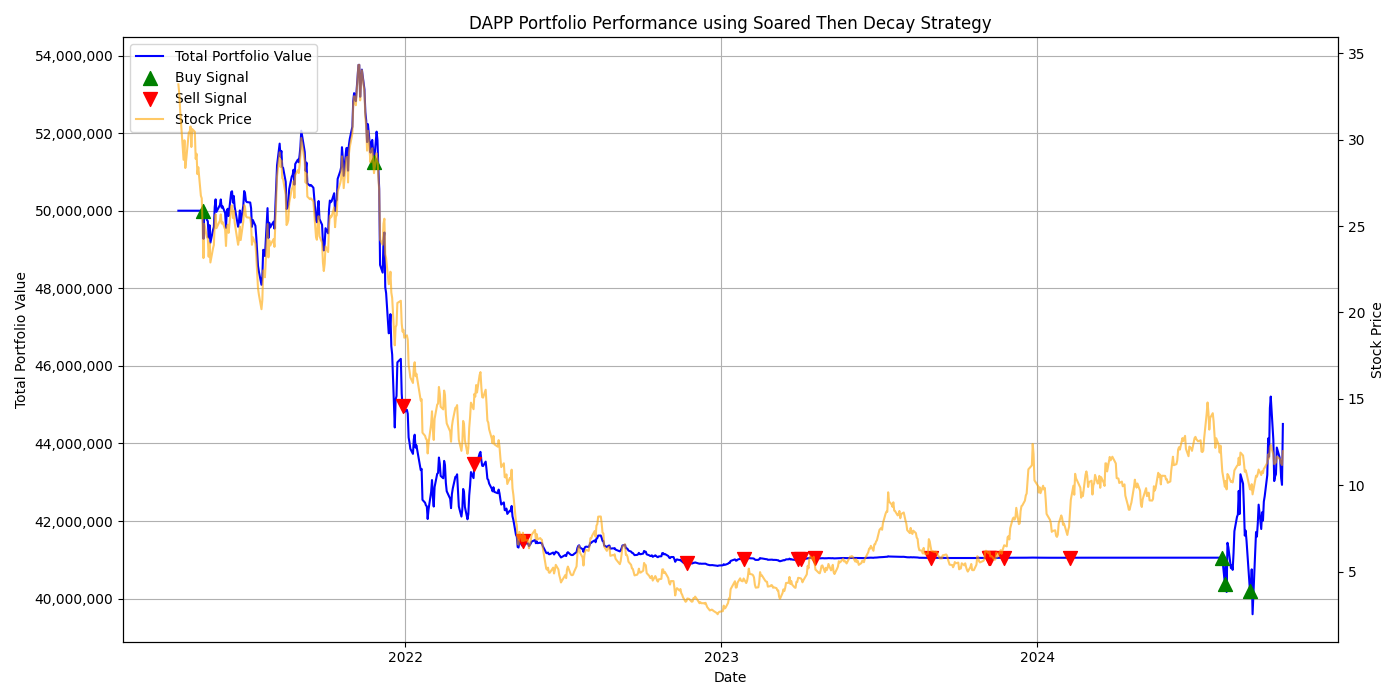 DAPP Portfolio Performance using Soared Then Decay Strategy
Total Portfolio Value
Buy Signal
Sell Signal
Stock Price
54,000,000
52,000,000
50,000,000
48,000,000
46,000,000
44,000,000
42,000,000
40,000,000
Total Portfolio Value
35
30
25
20
15
10
5
Stock Price
2022
2023
2024
Date